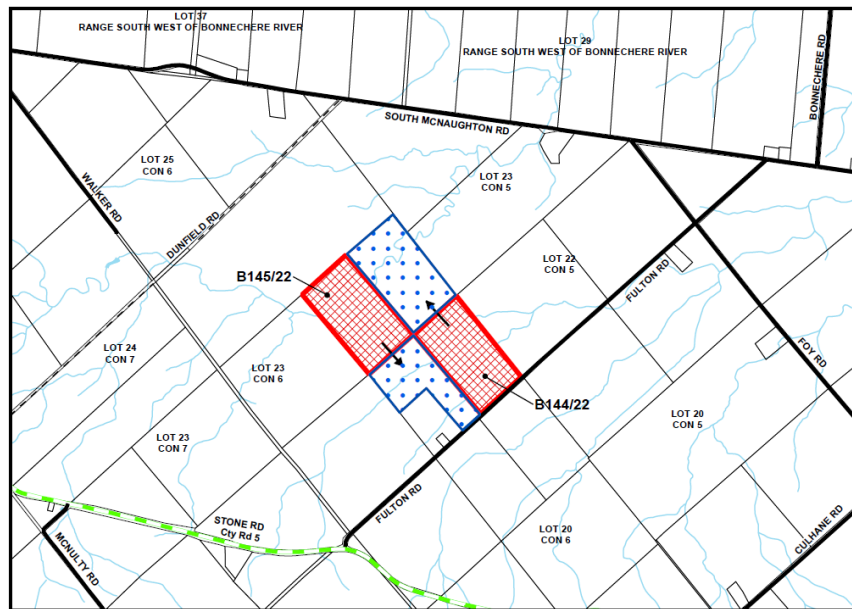 LOT 37
RANGE SOUTH WEST OF BONNECHERE RIVER
LOT 29
RANGE SOUTH WEST OF BONNECHERE RIVER
BONNECHERE RD
SOUTH MCNAUGHTON RD
LOT 25
CON 6
LOT 23
CON 5
WALKER RD
DUNFIELD RD
B145/22
LOT 22
CON 5
FULTON RD
LOT 24
CON 7
LOT 23
CON 6
FOY RD
B144/22
LOT 20
CON 5
LOT 23
CON 7
FULTON RD
STONE RD
Cty Rd 5
LOT 20
CON 6
CULHANE RD
MCNULTY RD